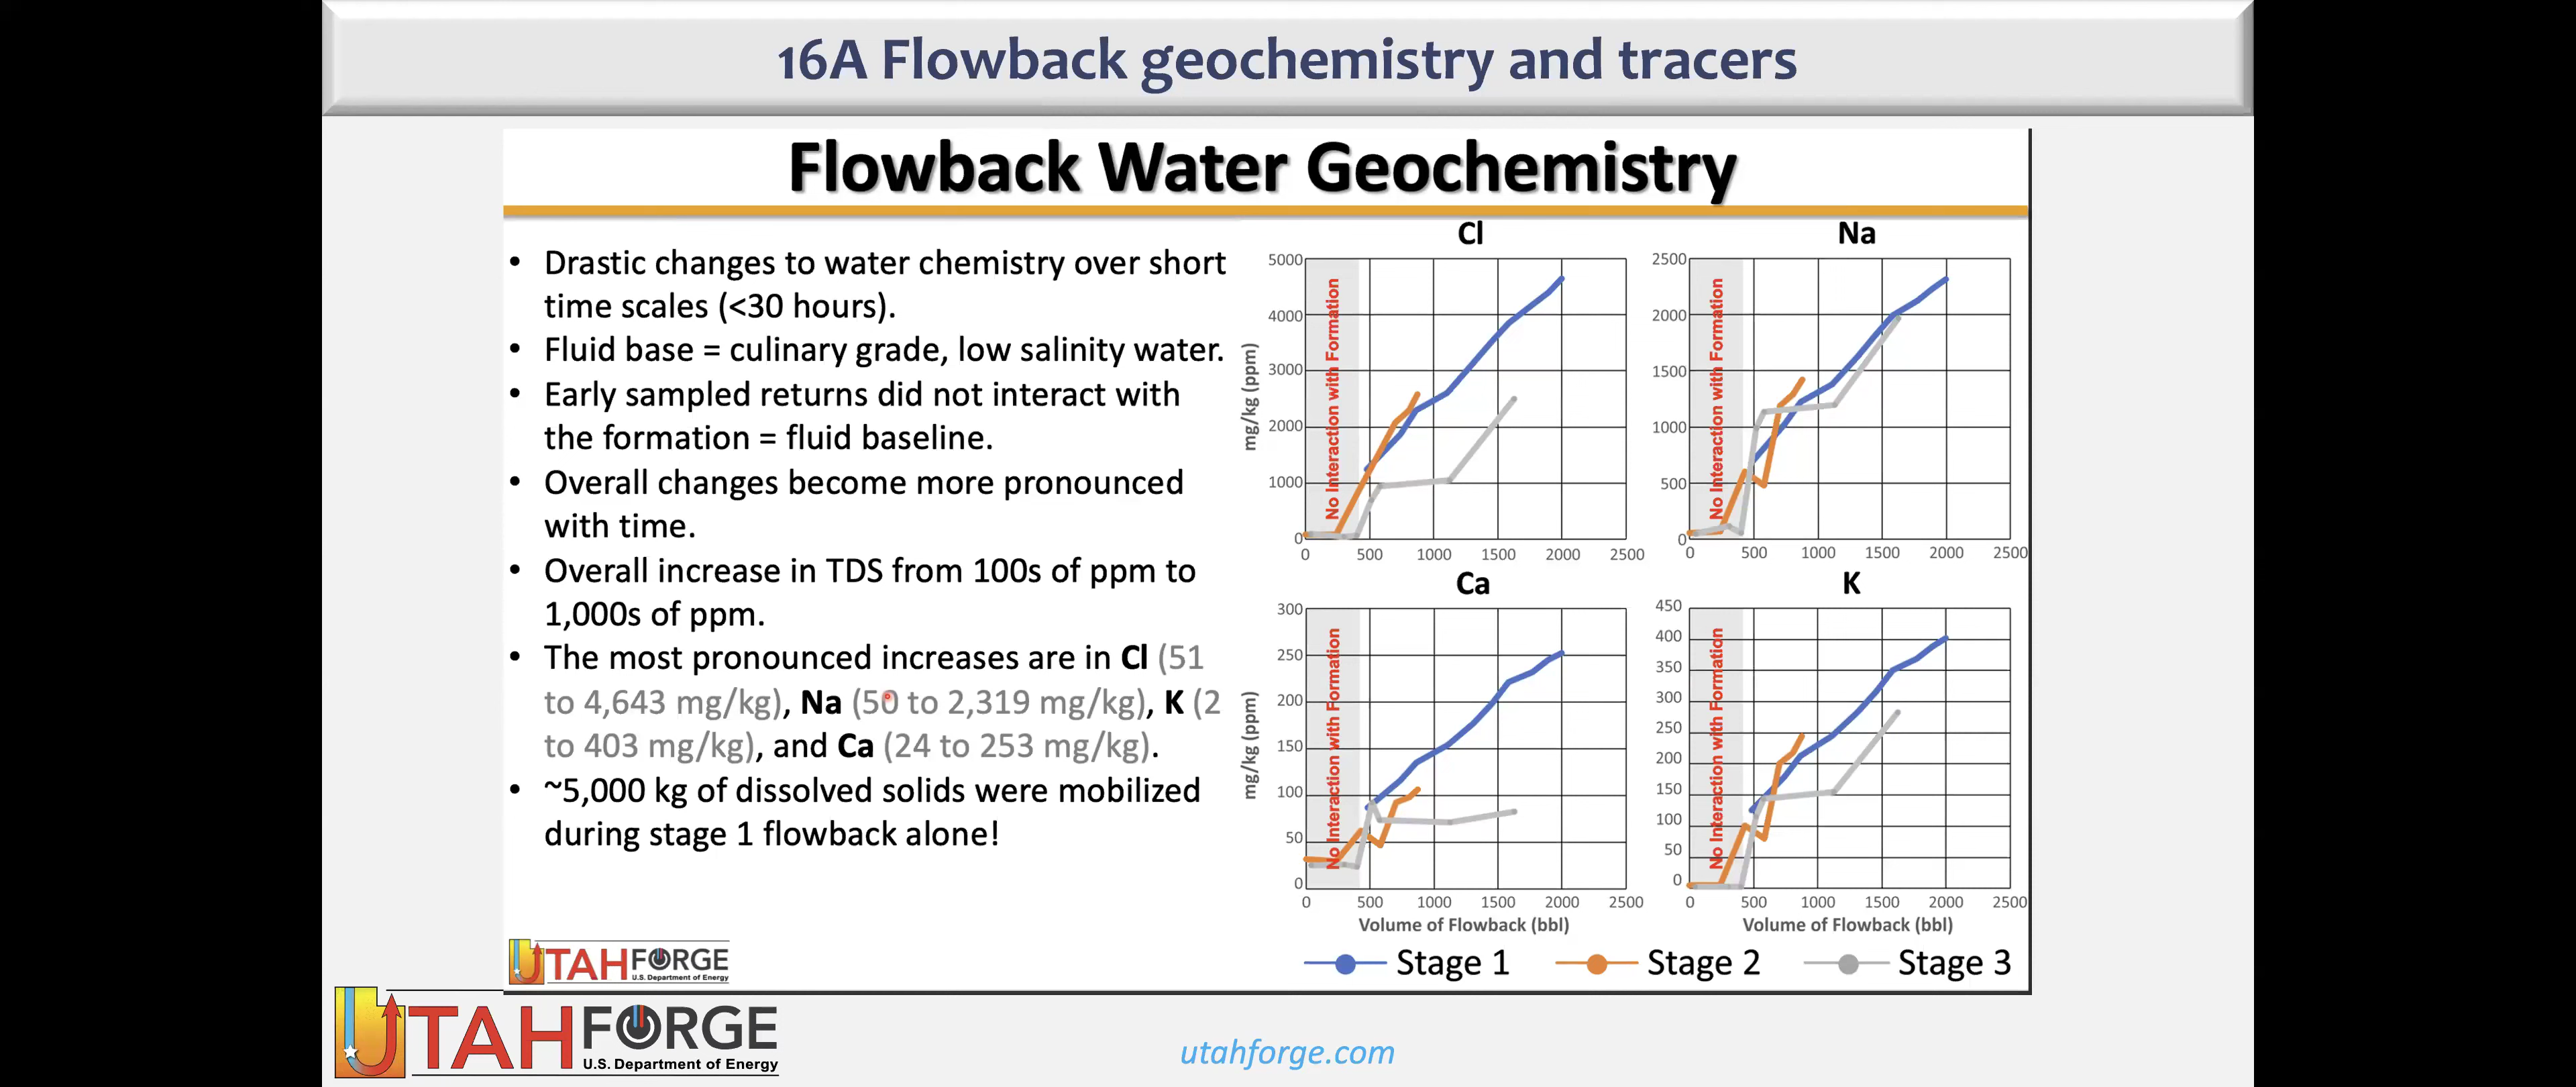 16A Flowback geochemistry and tracers
Flowback Water Geochemistry
• Drastic changes to water chemistry over short
time scales (<30 hours).
• Fluid base = culinary grade, low salinity water.
• Early sampled returns did not interact with
the formation = fluid baseline.
• Overall changes become more pronounced
with time.
• Overall increase in TDS from 100s of ppm to
1,000s of ppm.
• The most pronounced increases are in Cl (51
to 4,643 mg/kg), Na (50 to 2,319 mg/kg), K (2
to 403 mg/kg), and Ca (24 to 253 mg/kg).
• ~5,000 kg of dissolved solids were mobilized
during stage 1 flowback alone!
Cl
mg/kg (ppm)
5000
4000
3000
2000
1000
0
No Interaction with Formation
0 500 1000 1500 2000 2500
Na
2500
2000
1500
1000
500
0
No Interaction with Formation
0 500 1000 1500 2000 2500
Ca
mg/kg (ppm)
300
250
200
150
100
50
0
No Interaction with Formation
0 500 1000 1500 2000 2500
Volume of Flowback (bbl)
K
450
400
350
300
250
200
150
100
50
0
No Interaction with Formation
0 500 1000 1500 2000 2500
Volume of Flowback (bbl)
Stage 1 Stage 2 Stage 3
UTAH FORGE
U.S. Department of Energy
UTAH FORGE
U.S. Department of Energy
utahforge.com